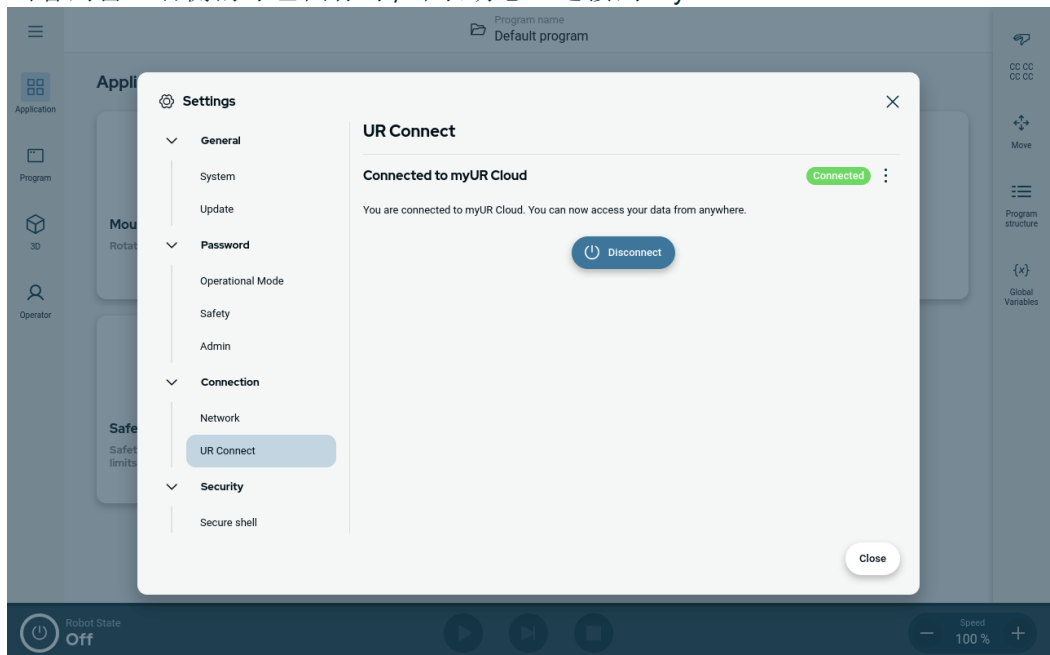 Program name
Default program
CC CC
CC CC
Application
Appli
Settings
General
System
Update
Password
Operational Mode
Safety
Admin
Connection
Network
UR Connect
Security
Secure shell
UR Connect
Connected to myUR Cloud
Connected
You are connected to myUR Cloud. You can now access your data from anywhere.
Disconnect
Close
Program
3D
Operator
Mou
Rotat
Safe
Safet
limits
Move
Program
structure
{x}
Global
Variables
Robot State
Off
Speed
100 %